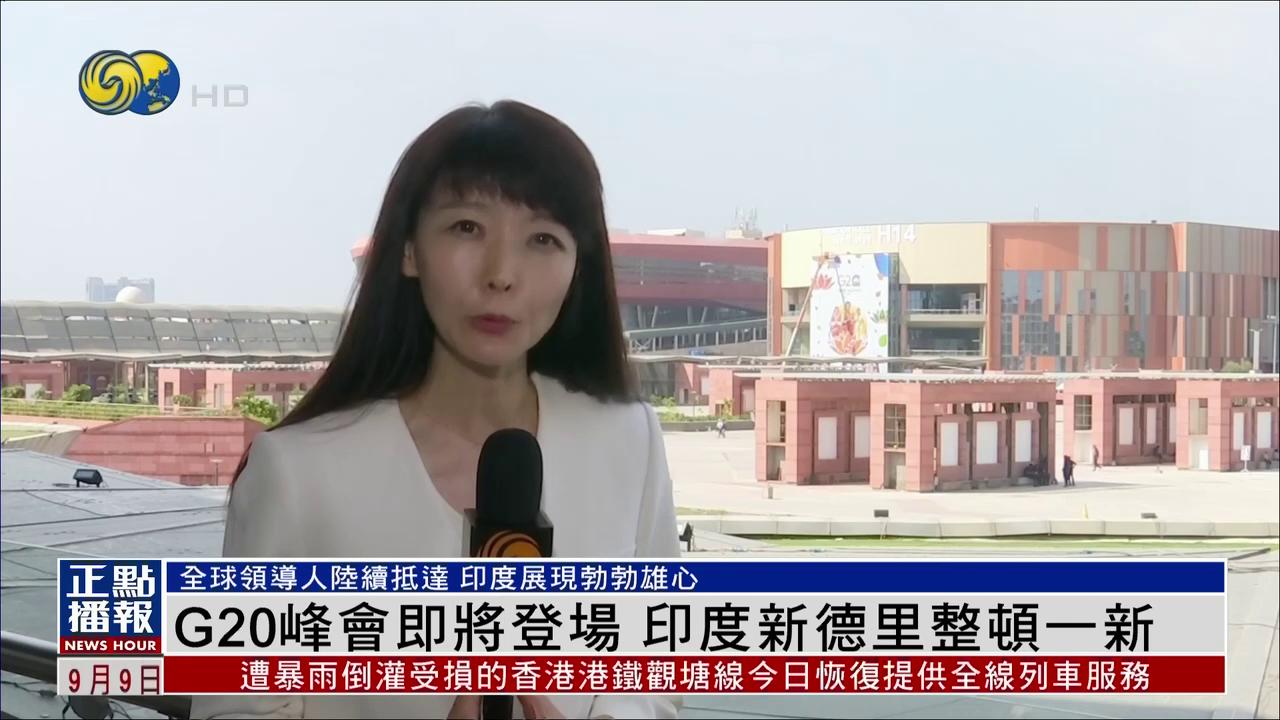 HD
H14
G20
全球領導人陸續抵達 印度展現勃勃雄心
正點
播報
NEWS HOUR
G20峰會即將登場 印度新德里整頓一新
9月9日
遭暴雨倒灌受損的香港港鐵觀塘線今日恢復提供全線列車服務